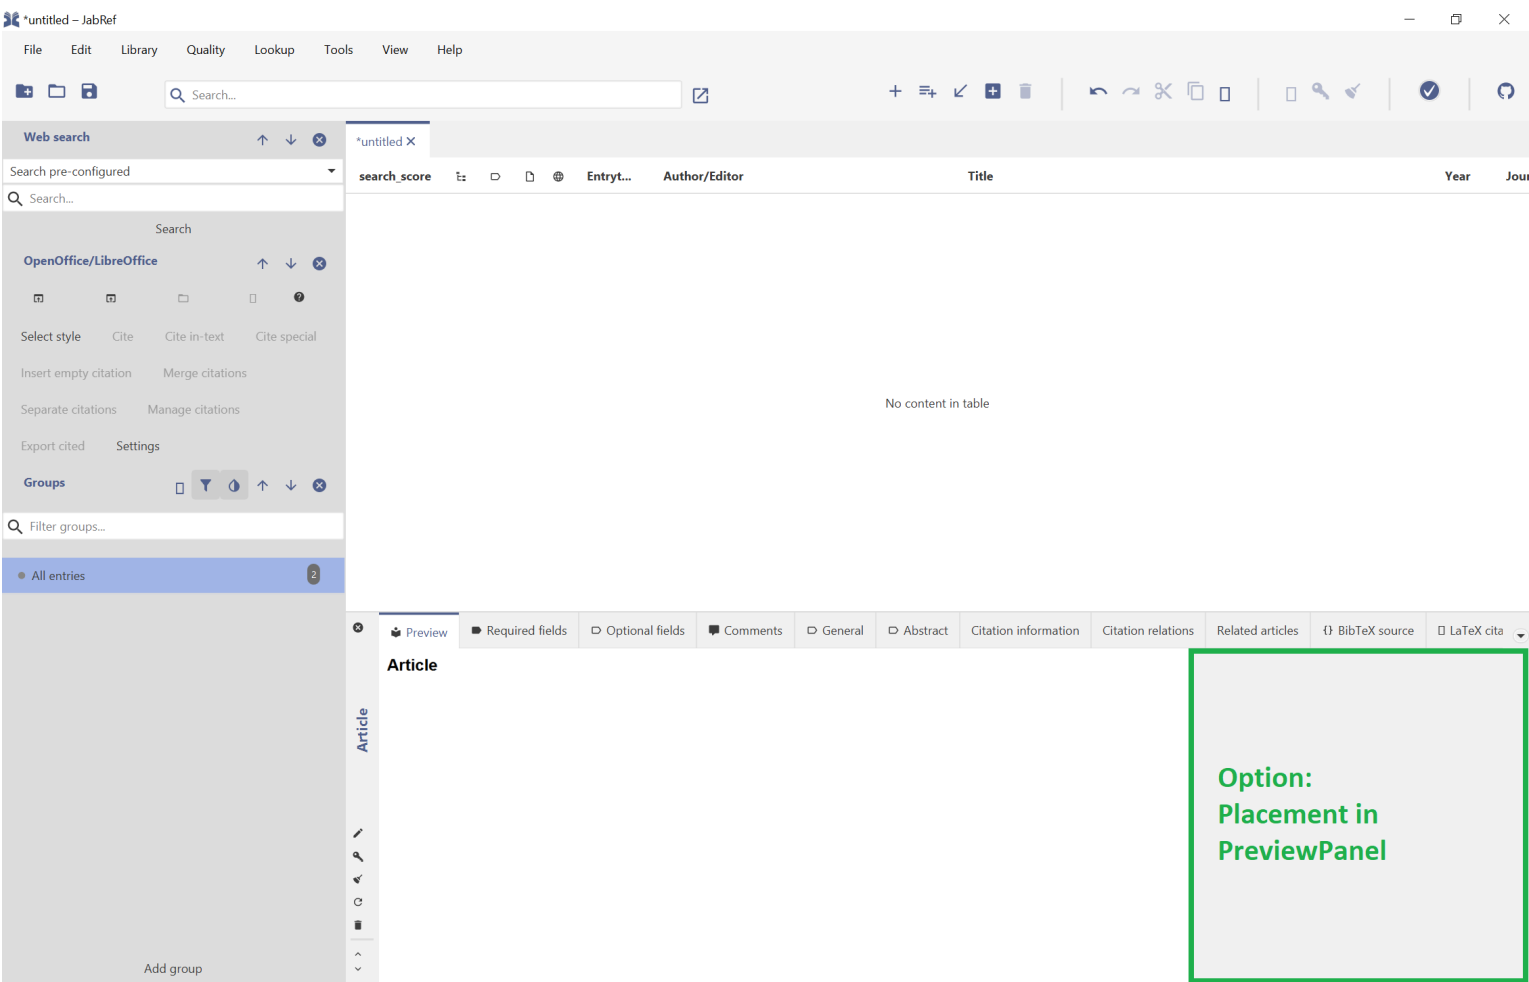 *untitled – JabRef
File Edit Library Quality Lookup Tools View Help
Search...
Web search
Search pre-configured
Search...
Search
OpenOffice/LibreOffice
Select style Cite Cite in-text Cite special
Insert empty citation Merge citations
Separate citations Manage citations
Export cited Settings
Groups
Filter groups...
All entries 2
Add group
*untitled
search_score Entryt... Author/Editor Title Year Jour
No content in table
Preview Required fields Optional fields Comments General Abstract Citation information Citation relations Related articles {} BibTeX source LaTeX cita
Article
Article
Option:
Placement in
PreviewPanel